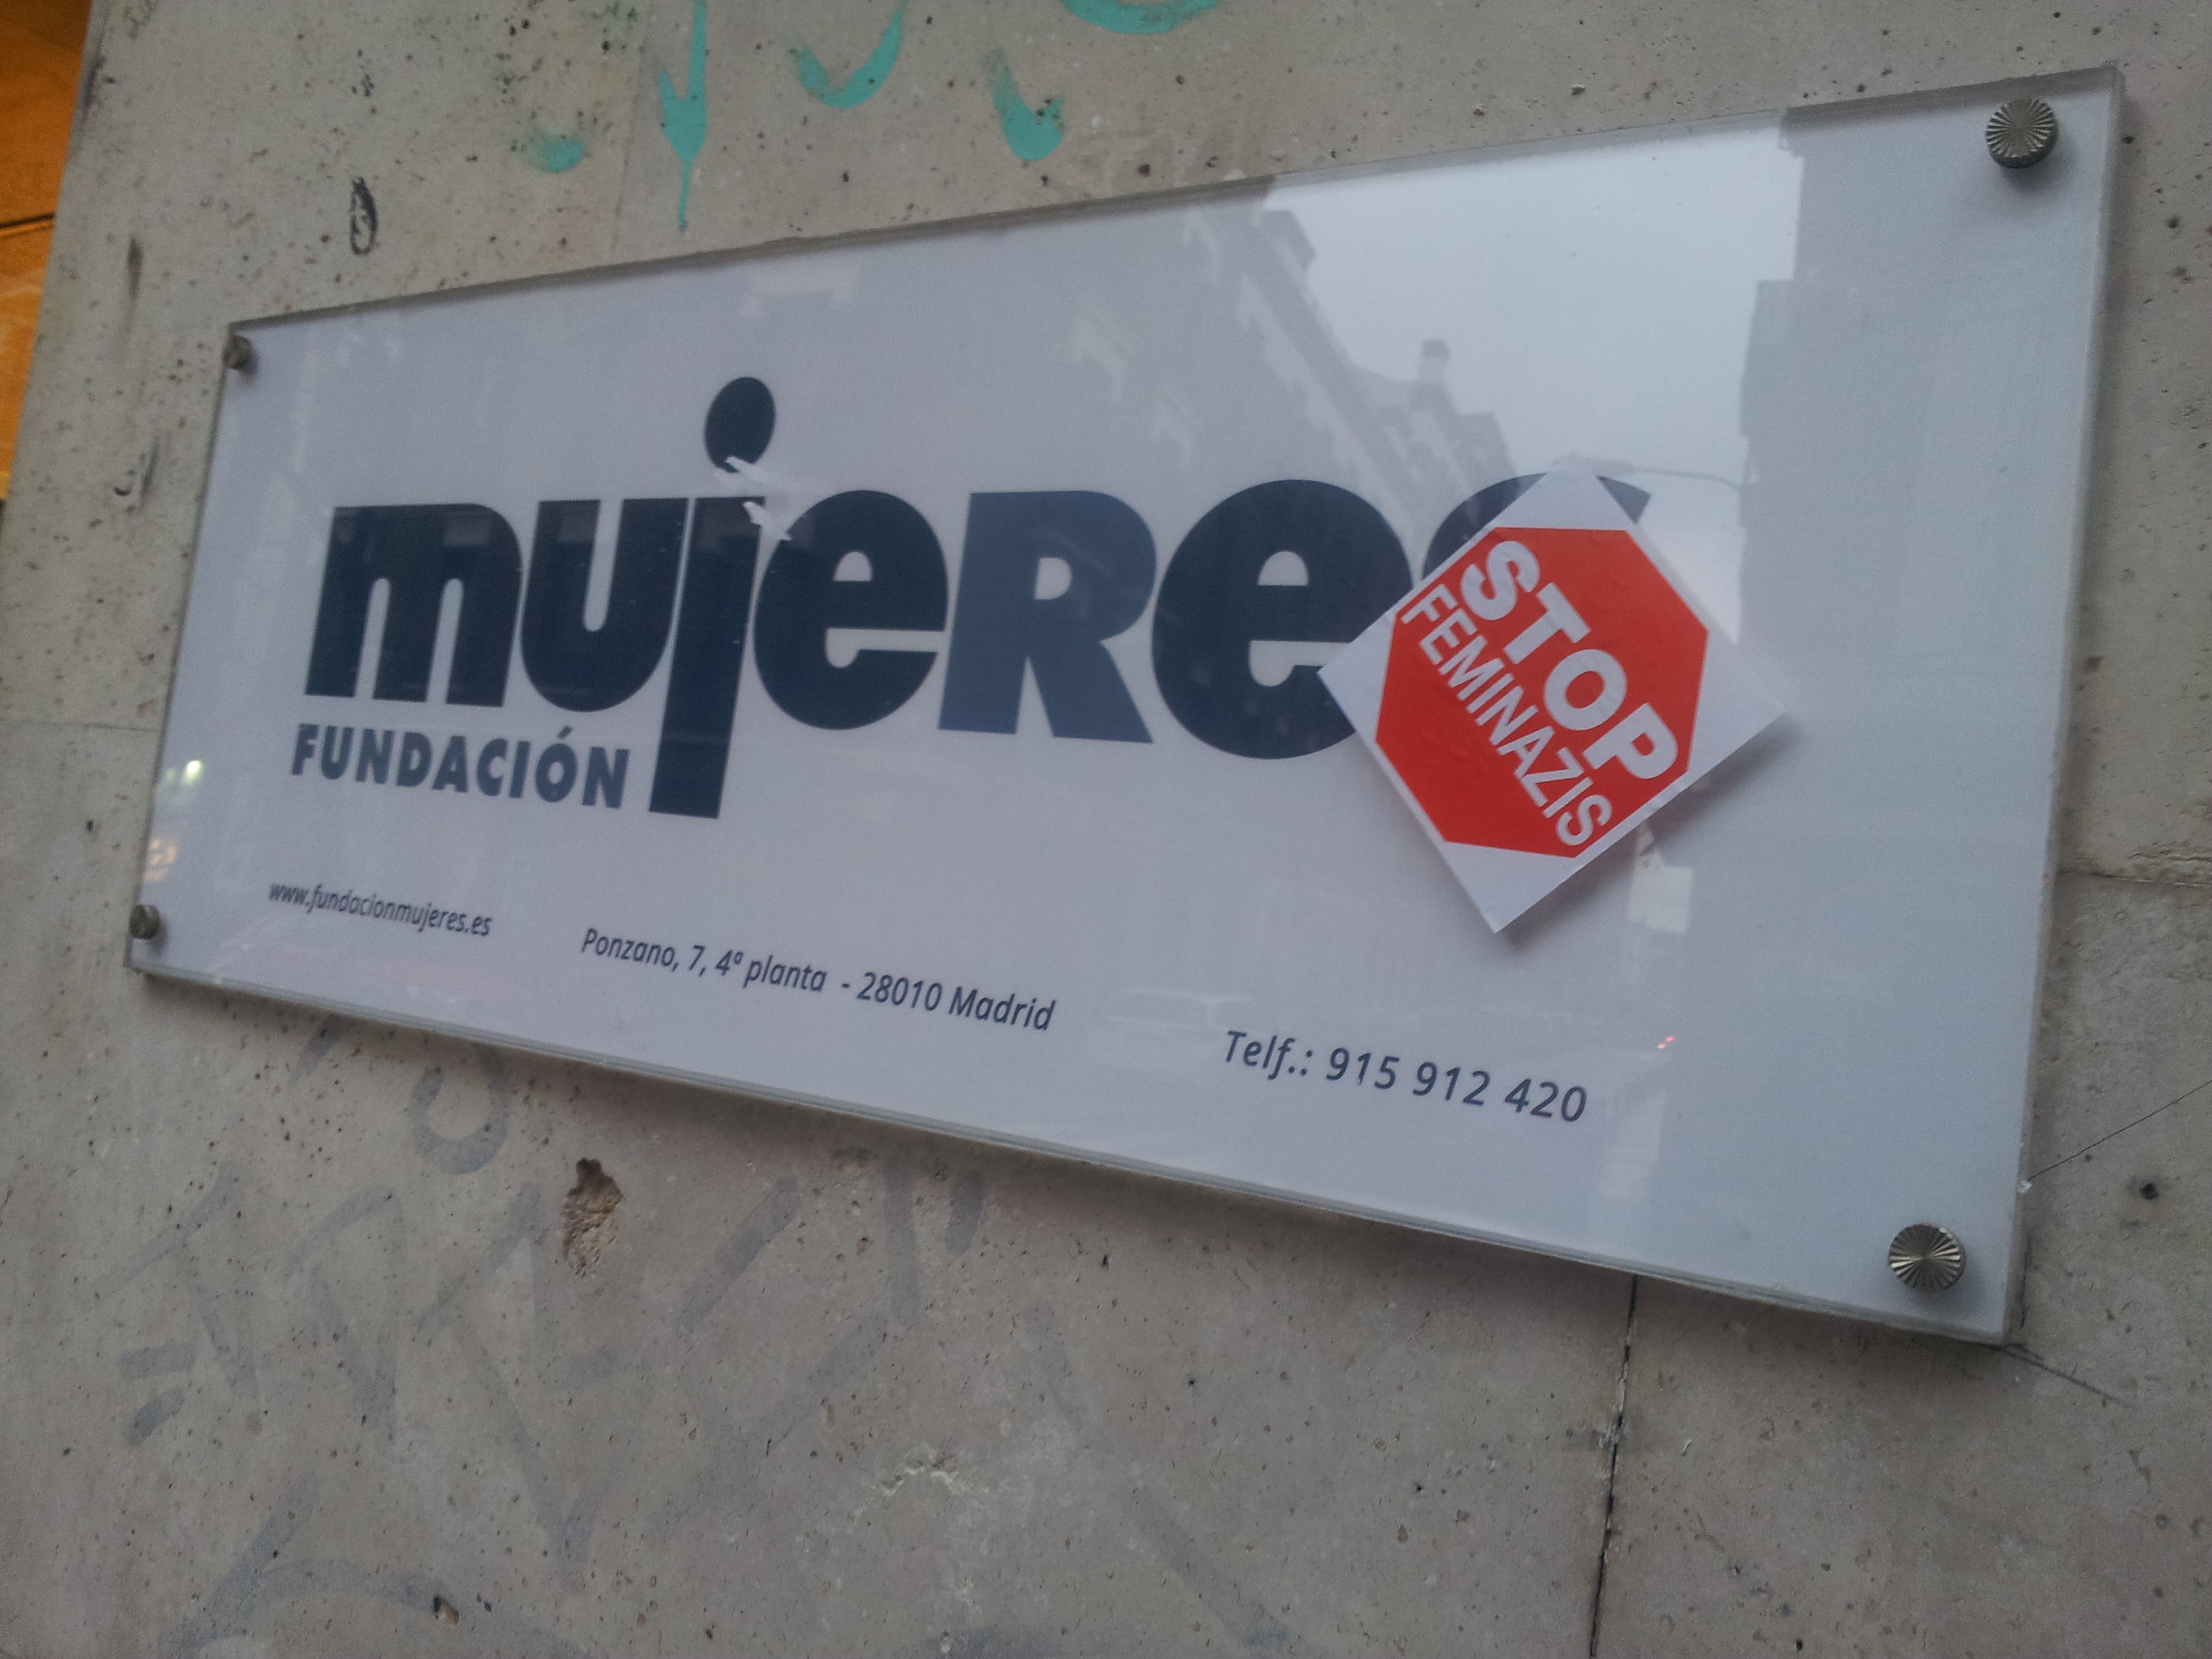 mujeres
FUNDACIÓN
STOP
FEMINAZIS
www.fundacionmujeres.es
Ponzano, 7, 4ª planta - 28010 Madrid
Telf.: 915 912 420